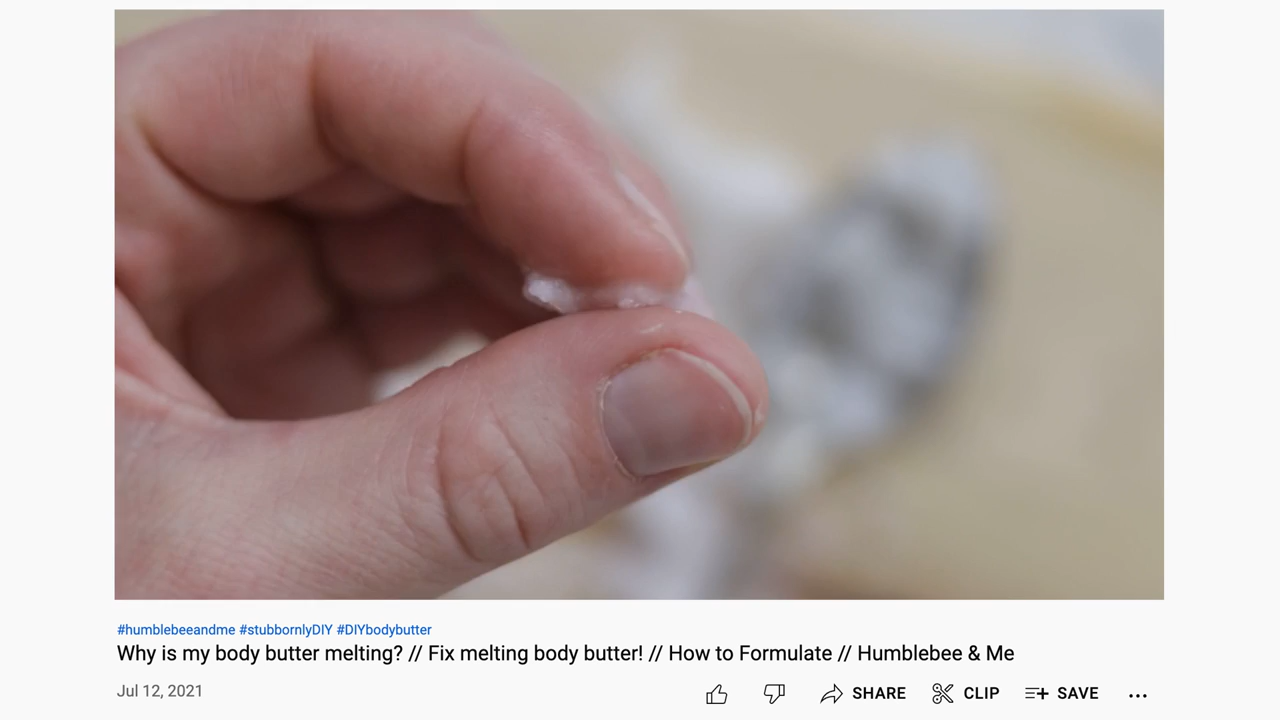 #humblebeeandme #stubbornlyDIY #DIYbodybutter
Why is my body butter melting? // Fix melting body butter! // How to Formulate // Humblebee & Me
Jul 12, 2021
SHARE
CLIP
SAVE